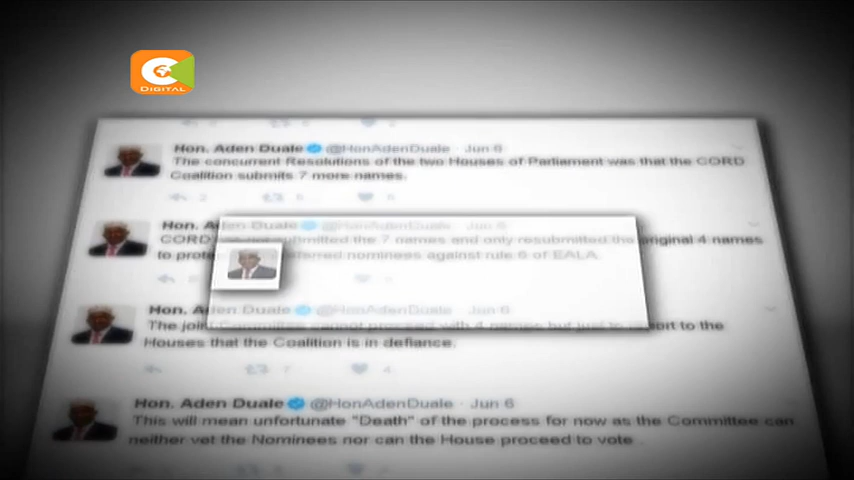 C
DIGITAL
Hon. Aden Duale @HonAdenDuale · Jun 6
The concurrent Resolutions of the two Houses of Parliament was that the CORD
Coalition submits 7 more names.
2 6 6
Hon. Aden Duale @HonAdenDuale · Jun 6
CORD not submitted the 7 names and only resubmitted the original 4 names
to nominees against rule 6 of EALA.
Hon. Aden Duale @HonAdenDuale · Jun 6
The joint Committee cannot proceed with 4 names but just to report to the
Houses that the Coalition is in defiance.
7 4
Hon. Aden Duale @HonAdenDuale · Jun 6
This will mean unfortunate "Death" of the process for now as the Committee can
neither vet the Nominees nor can the House proceed to vote.